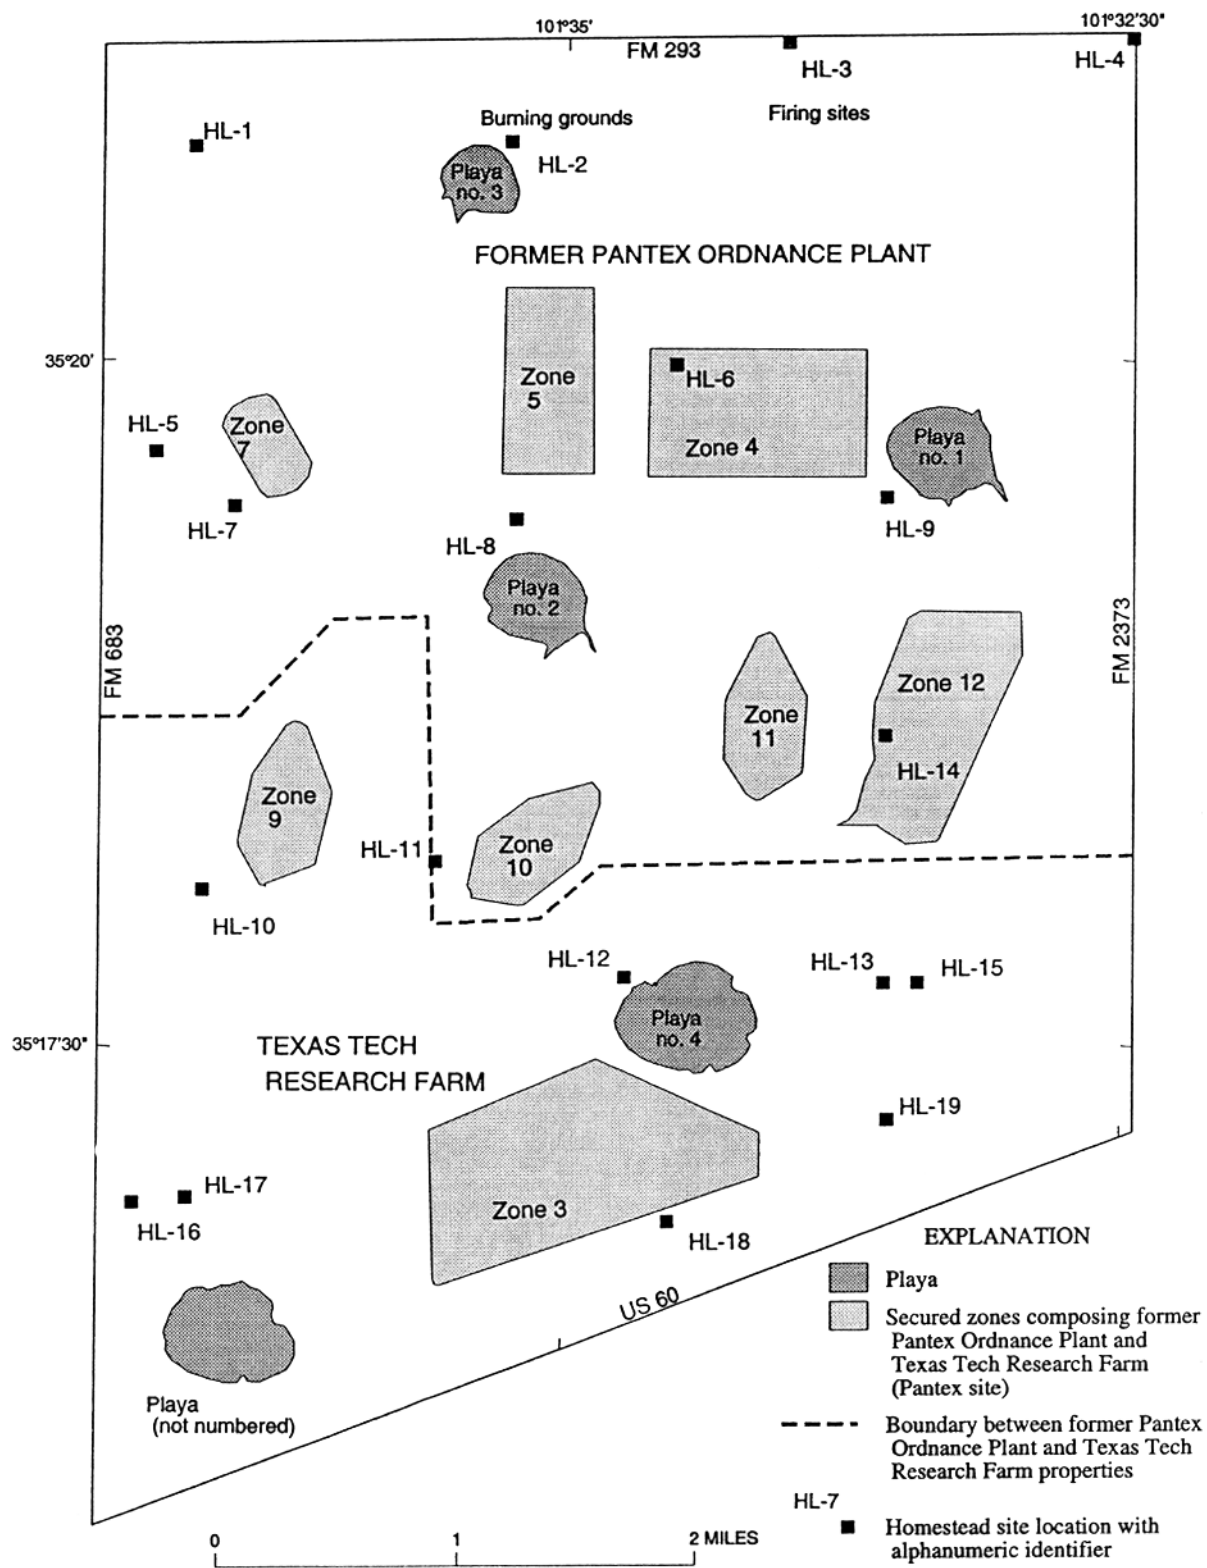 101°35'
101°32'30"
FM 293
HL-3
HL-4
Burning grounds
Firing sites
HL-1
HL-2
Playa
no. 3
FORMER PANTEX ORDNANCE PLANT
35°20'
Zone
5
HL-6
Zone 4
HL-5
Zone
7
Playa
no. 1
HL-7
HL-8
HL-9
Playa
no. 2
FM 683
FM 2373
Zone 12
Zone
11
HL-14
Zone
9
HL-11
Zone
10
HL-10
HL-12
HL-13
HL-15
Playa
no. 4
35°17'30"
TEXAS TECH
RESEARCH FARM
HL-19
HL-17
HL-16
Zone 3
HL-18
US 60
Playa
(not numbered)
EXPLANATION
Playa
Secured zones composing former
Pantex Ordnance Plant and
Texas Tech Research Farm
(Pantex site)
Boundary between former Pantex
Ordnance Plant and Texas Tech
Research Farm properties
HL-7
Homestead site location with
alphanumeric identifier
0
1
2 MILES